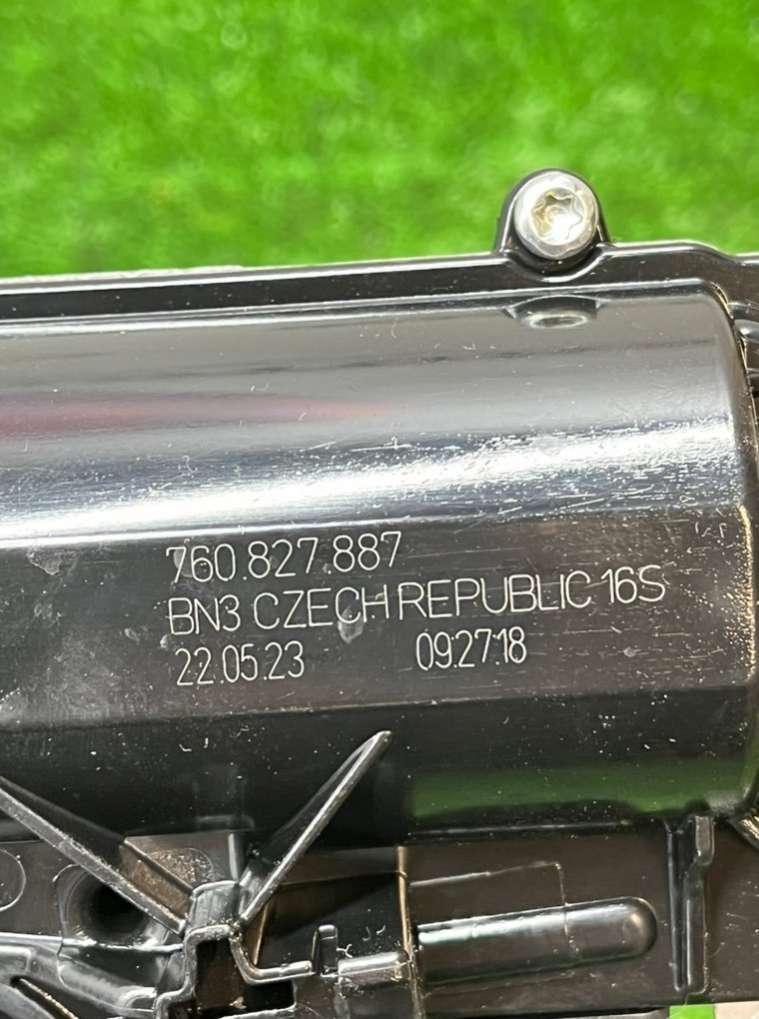 760.827.887
BN3 CZECH REPUBLIC 16S
22.05.23 09:27:18